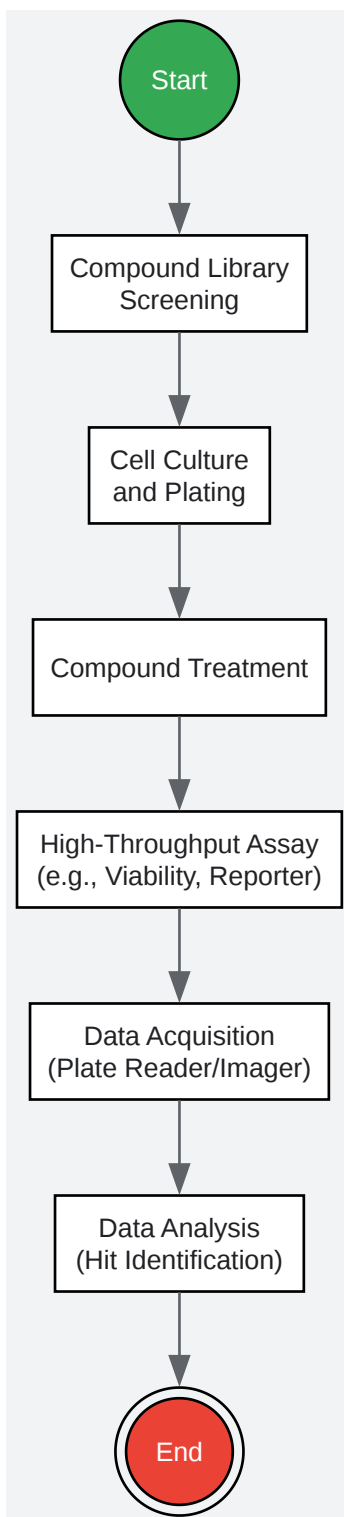 Start
Compound Library
Screening
Cell Culture
and Plating
Compound Treatment
High-Throughput Assay
(e.g., Viability, Reporter)
Data Acquisition
(Plate Reader/Imager)
Data Analysis
(Hit Identification)
End